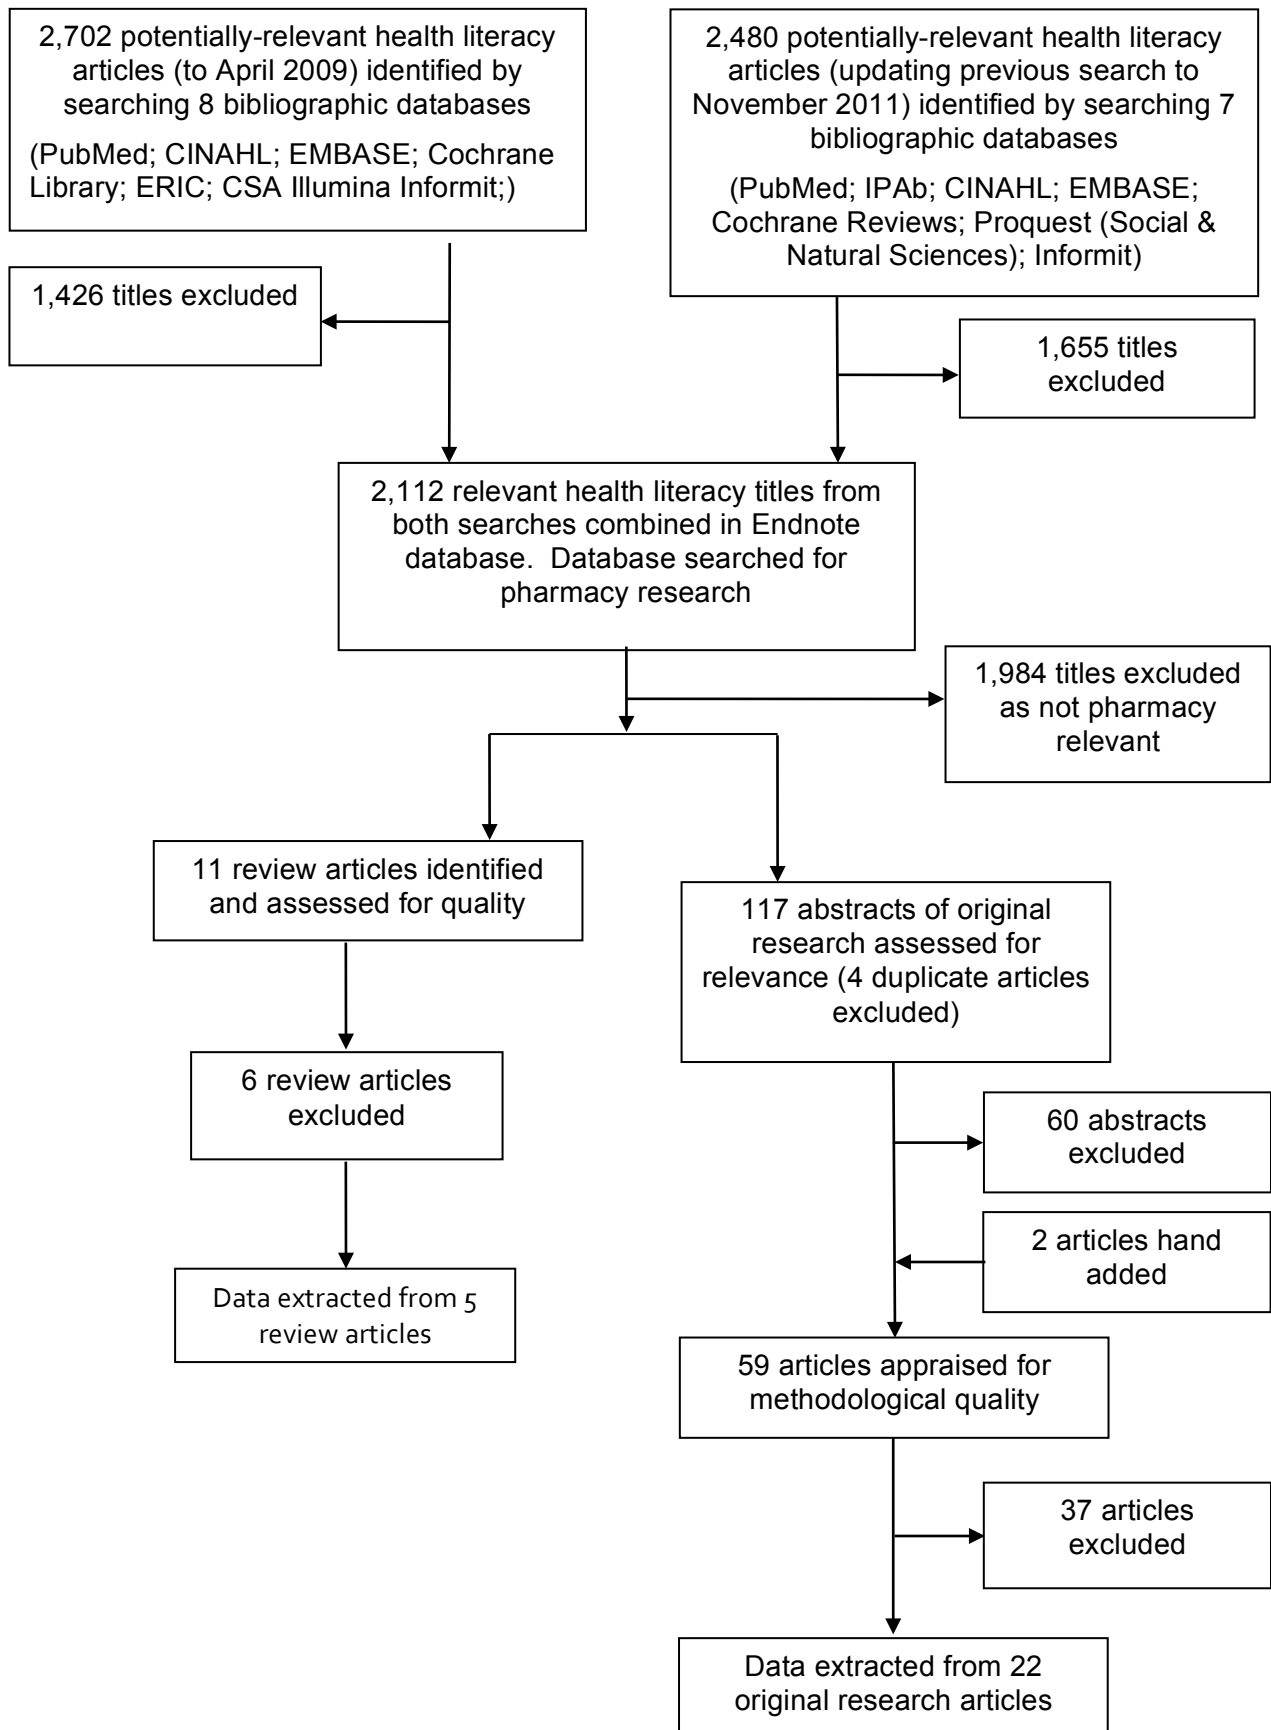 2,702 potentially-relevant health literacy
articles (to April 2009) identified by
searching 8 bibliographic databases
(PubMed; CINAHL; EMBASE; Cochrane
Library; ERIC; CSA Illumina Informit;)
2,480 potentially-relevant health literacy
articles (updating previous search to
November 2011) identified by searching 7
bibliographic databases
(PubMed; IPAb; CINAHL; EMBASE;
Cochrane Reviews; Proquest (Social &
Natural Sciences); Informit)
1,426 titles excluded
1,655 titles
excluded
2,112 relevant health literacy titles from
both searches combined in Endnote
database.  Database searched for
pharmacy research
1,984 titles excluded
as not pharmacy
relevant
11 review articles identified
and assessed for quality
117 abstracts of original
research assessed for
relevance (4 duplicate articles
excluded)
6 review articles
excluded
60 abstracts
excluded
2 articles hand
added
Data extracted from 5
review articles
59 articles appraised for
methodological quality
37 articles
excluded
Data extracted from 22
original research articles